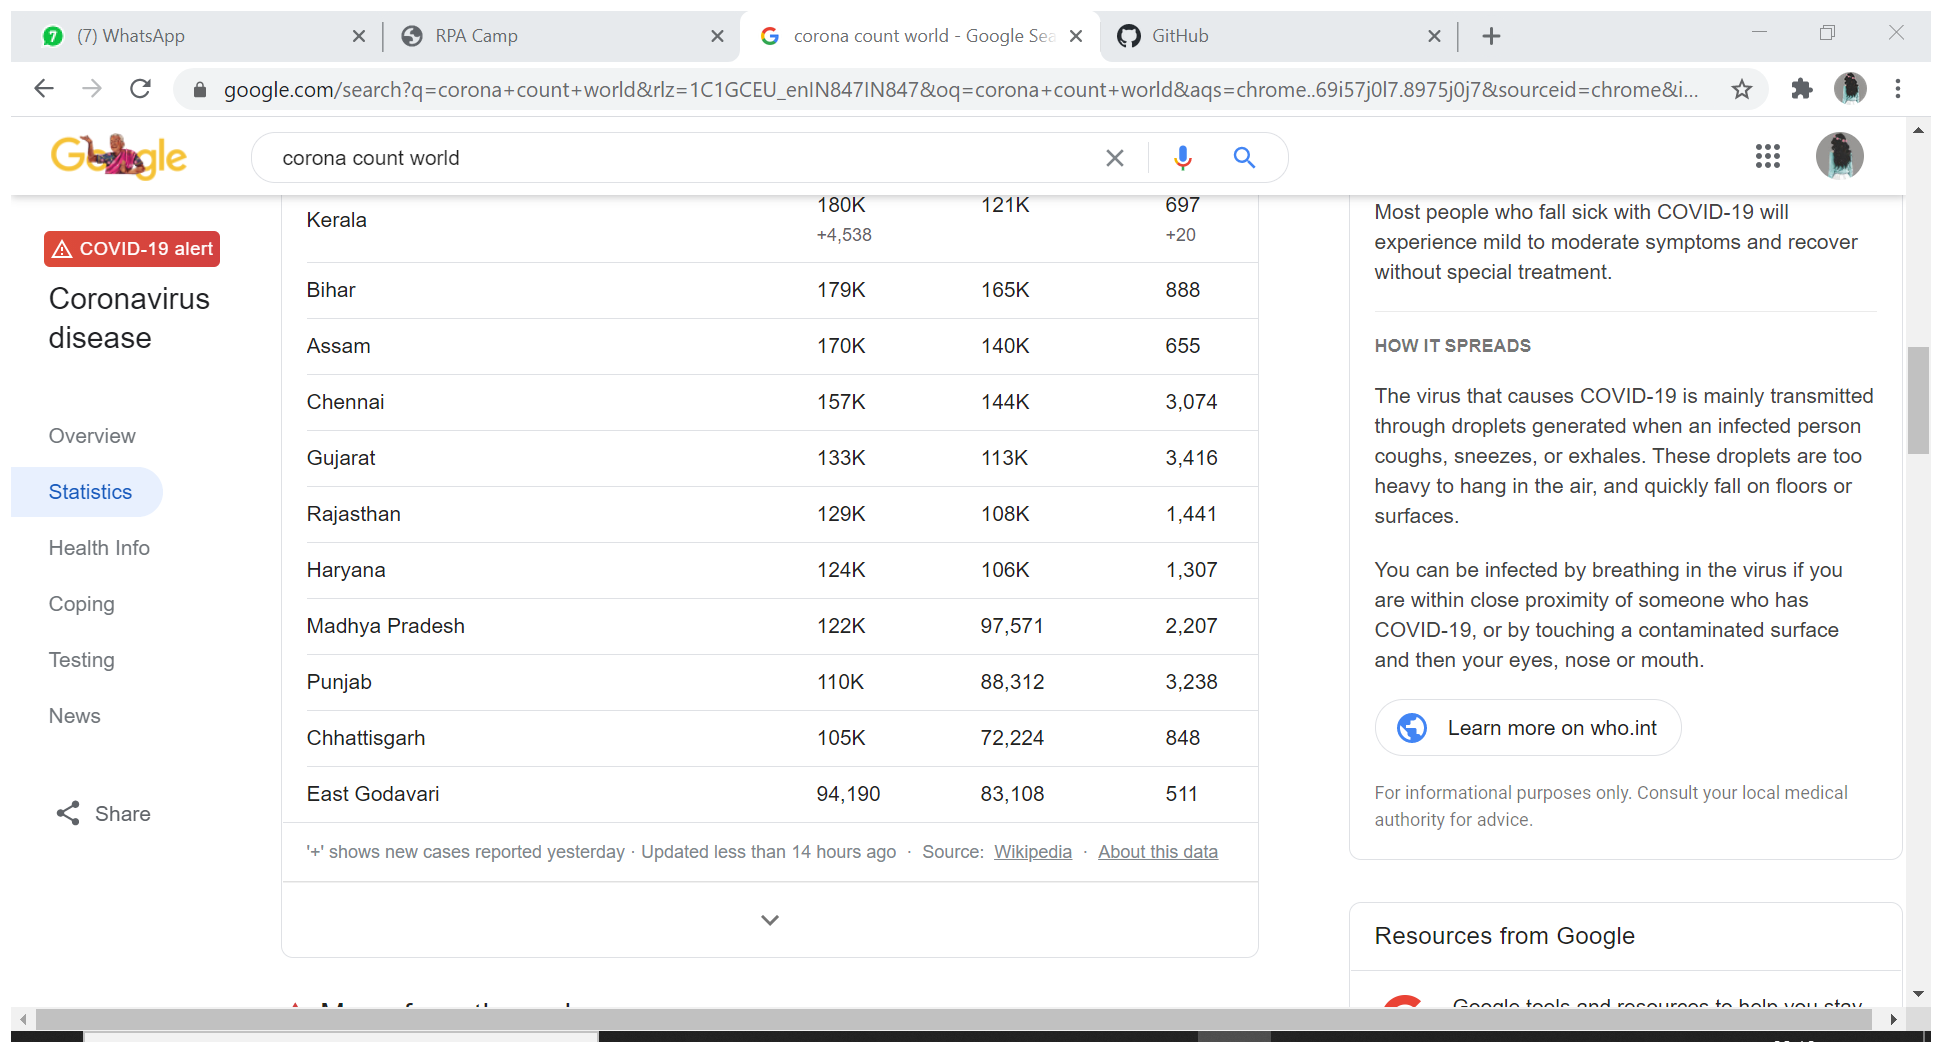 (7) WhatsApp
RPA Camp
corona count world - Google Sea
GitHub
google.com/search?q=corona+count+world&rlz=1C1GCEU_enIN847IN847&oq=corona+count+world&aqs=chrome..69i57j0l7.8975j0j7&sourceid=chrome&i...
Google
corona count world
COVID-19 alert
Coronavirus
disease
Overview
Statistics
Health Info
Coping
Testing
News
Share
Kerala 180K 121K 697
+4,538 +20
Bihar 179K 165K 888
Assam 170K 140K 655
Chennai 157K 144K 3,074
Gujarat 133K 113K 3,416
Rajasthan 129K 108K 1,441
Haryana 124K 106K 1,307
Madhya Pradesh 122K 97,571 2,207
Punjab 110K 88,312 3,238
Chhattisgarh 105K 72,224 848
East Godavari 94,190 83,108 511
'+' shows new cases reported yesterday · Updated less than 14 hours ago · Source: Wikipedia · About this data
Most people who fall sick with COVID-19 will
experience mild to moderate symptoms and recover
without special treatment.
HOW IT SPREADS
The virus that causes COVID-19 is mainly transmitted
through droplets generated when an infected person
coughs, sneezes, or exhales. These droplets are too
heavy to hang in the air, and quickly fall on floors or
surfaces.
You can be infected by breathing in the virus if you
are within close proximity of someone who has
COVID-19, or by touching a contaminated surface
and then your eyes, nose or mouth.
Learn more on who.int
For informational purposes only. Consult your local medical
authority for advice.
Resources from Google
Google tools and resources to help you stay